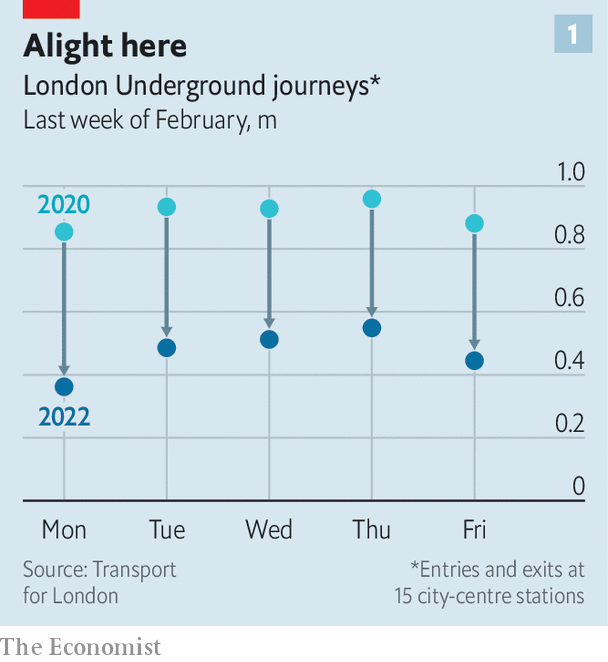 1
Alight here
London Underground journeys*
Last week of February, m
1.0
2020
0.8
0.6
0.4
2022
0.2
0
Mon Tue Wed Thu Fri
Source: Transport
for London
*Entries and exits at
15 city-centre stations
The Economist